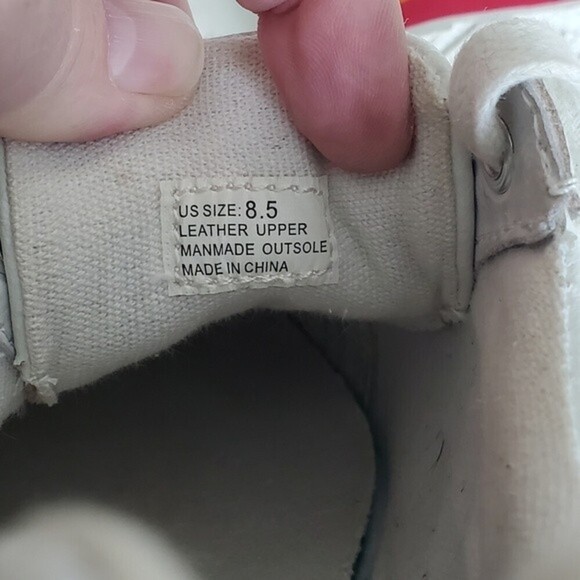 US SIZE: 8.5
LEATHER UPPER
MANMADE OUTSOLE
MADE IN CHINA